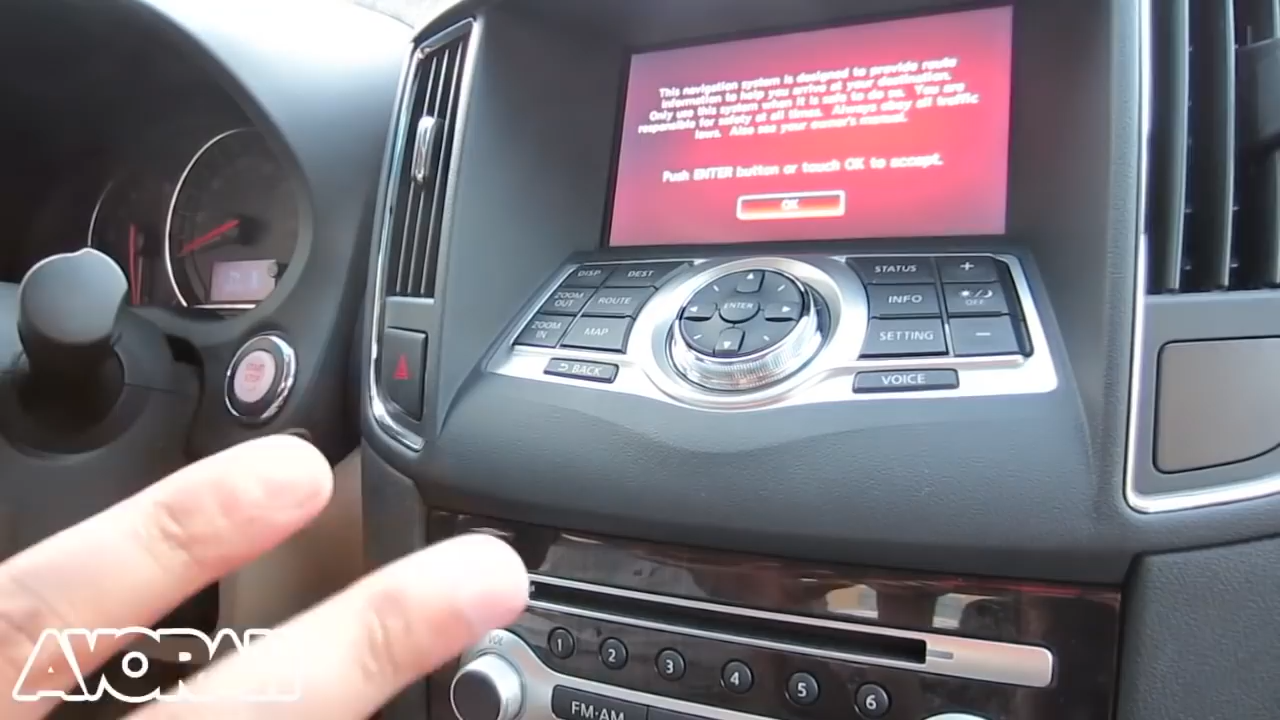 This navigation system is designed to provide route
information to help you arrive at your destination.
Only use this system when it is safe to do so. You are
responsible for safety at all times. Always obey all traffic
laws. Also see your owner's manual.
Push ENTER button or touch OK to accept.
OK
DISP
DEST
ZOOM OUT
ROUTE
ZOOM IN
MAP
BACK
ENTER
STATUS
+
INFO
OFF
SETTING
−
VOICE
START
STOP
VOL
1
2
3
4
5
6
FM·AM
AVORAH